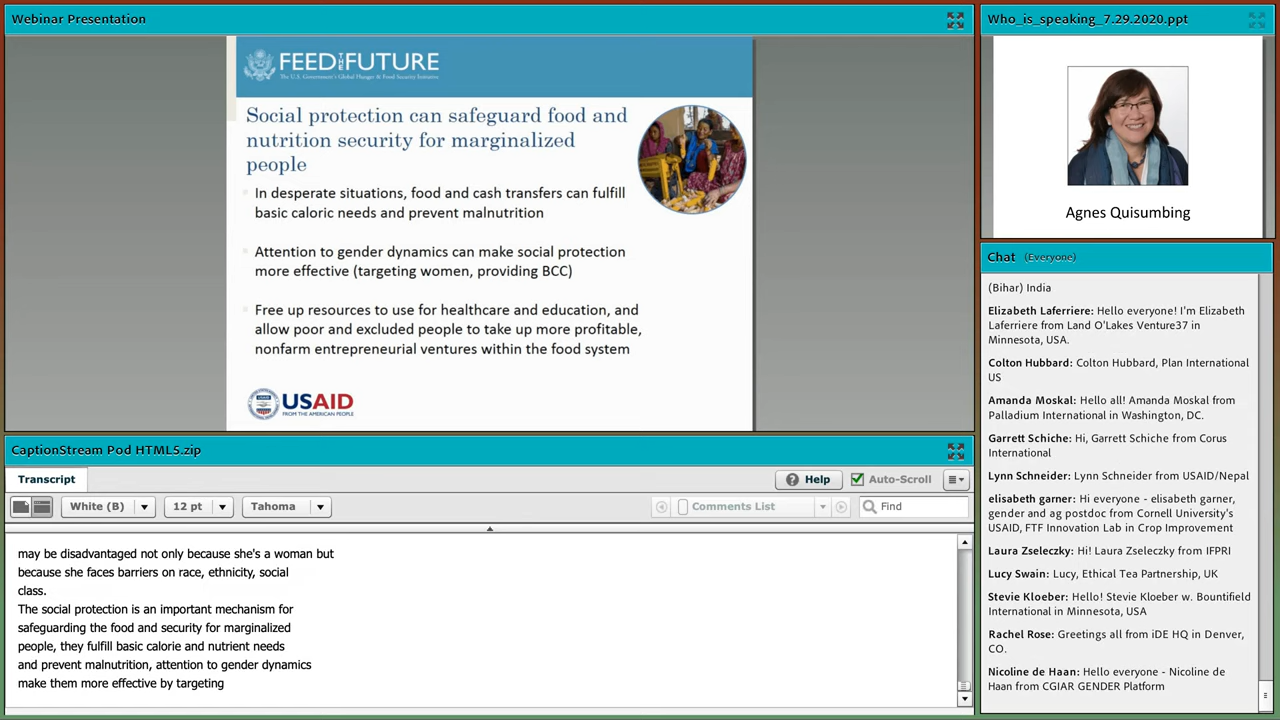 Webinar Presentation
FEED THE FUTURE
The U.S. Government's Global Hunger & Food Security Initiative
Social protection can safeguard food and
nutrition security for marginalized
people
In desperate situations, food and cash transfers can fulfill
basic caloric needs and prevent malnutrition
Attention to gender dynamics can make social protection
more effective (targeting women, providing BCC)
Free up resources to use for healthcare and education, and
allow poor and excluded people to take up more profitable,
nonfarm entrepreneurial ventures within the food system
USAID
FROM THE AMERICAN PEOPLE
CaptionStream Pod HTML5.zip
Transcript
Help
Auto-Scroll
White (B)
12 pt
Tahoma
Comments List
Find
may be disadvantaged not only because she's a woman but
because she faces barriers on race, ethnicity, social
class.
The social protection is an important mechanism for
safeguarding the food and security for marginalized
people, they fulfill basic calorie and nutrient needs
and prevent malnutrition, attention to gender dynamics
make them more effective by targeting
Who_is_speaking_7.29.2020.ppt
Agnes Quisumbing
Chat (Everyone)
(Bihar) India
Elizabeth Laferriere: Hello everyone! I'm Elizabeth
Laferriere from Land O'Lakes Venture37 in
Minnesota, USA.
Colton Hubbard: Colton Hubbard, Plan International
US
Amanda Moskal: Hello all! Amanda Moskal from
Palladium International in Washington, DC.
Garrett Schiche: Hi, Garrett Schiche from Corus
International
Lynn Schneider: Lynn Schneider from USAID/Nepal
elisabeth garner: Hi everyone - elisabeth garner,
gender and ag postdoc from Cornell University's
USAID, FTF Innovation Lab in Crop Improvement
Laura Zseleczky: Hi! Laura Zseleczky from IFPRI
Lucy Swain: Lucy, Ethical Tea Partnership, UK
Stevie Kloeber: Hello! Stevie Kloeber w. Bountifield
International in Minnesota, USA
Rachel Rose: Greetings all from iDE HQ in Denver,
CO.
Nicoline de Haan: Hello everyone - Nicoline de
Haan from CGIAR GENDER Platform